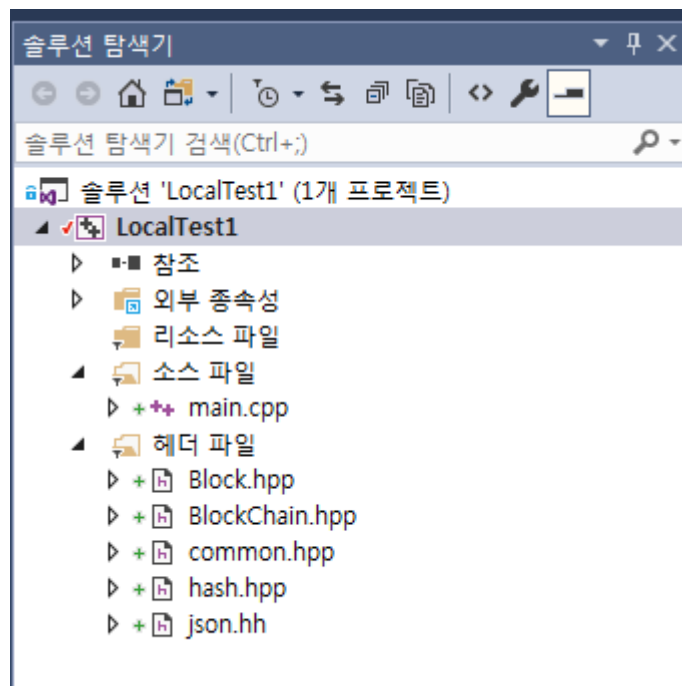 솔루션 탐색기
솔루션 탐색기 검색(Ctrl+;)
솔루션 'LocalTest1' (1개 프로젝트)
LocalTest1
참조
외부 종속성
리소스 파일
소스 파일
main.cpp
헤더 파일
Block.hpp
BlockChain.hpp
common.hpp
hash.hpp
json.hh